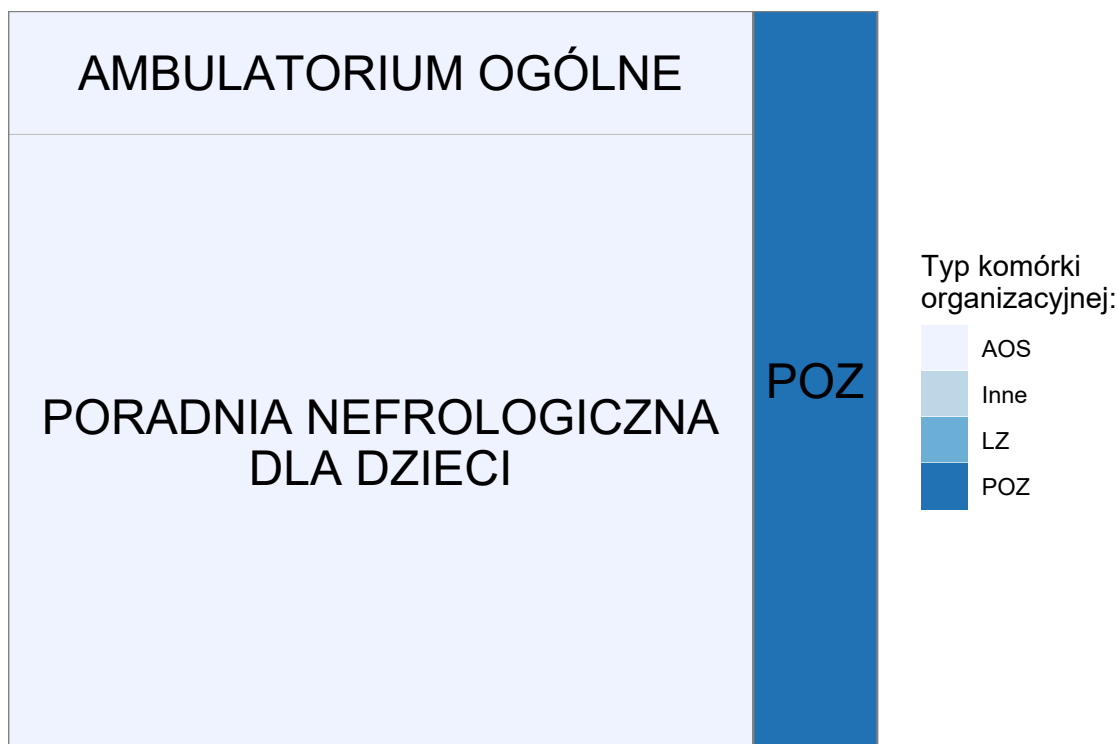 AMBULATORIUM OGÓLNE
PORADNIA NEFROLOGICZNA
DLA DZIECI
POZ
Typ komórki
organizacyjnej:
AOS
Inne
LZ
POZ